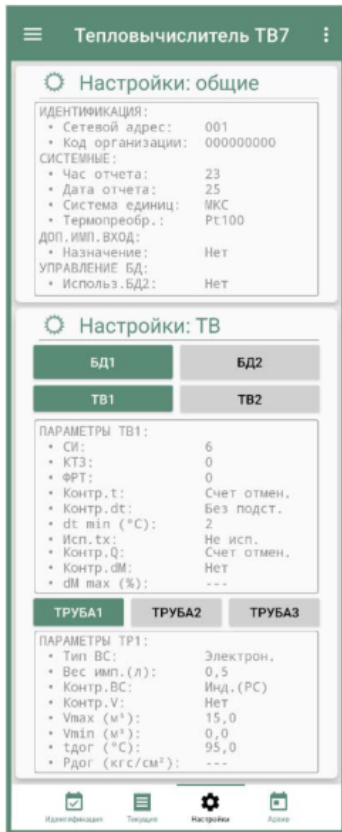 Тепловычислитель ТВ7
Настройки: общие
ИДЕНТИФИКАЦИЯ:
• Сетевой адрес: 001
• Код организации: 000000000
СИСТЕМНЫЕ:
• Час отчета: 23
• Дата отчета: 25
• Система единиц: МКС
• Термопреобр.: Pt100
ДОП.ИМП.ВХОД:
• Назначение: Нет
УПРАВЛЕНИЕ БД:
• Использ.БД2: Нет
Настройки: ТВ
БД1 БД2
ТВ1 ТВ2
ПАРАМЕТРЫ ТВ1:
• СИ: 6
• КТ3: 0
• ФРТ: 0
• Контр.t: Счет отмен.
• Контр.dt: Без подст.
• dt min (°C): 2
• Исп.tx: Не исп.
• Контр.Q: Счет отмен.
• Контр.dM: Нет
• dM max (%): ---
ТРУБА1 ТРУБА2 ТРУБА3
ПАРАМЕТРЫ ТР1:
• Тип ВС: Электрон.
• Вес имп.(л): 0,5
• Контр.ВС: Инд.(РС)
• Контр.V: Нет
• Vmax (м³): 15,0
• Vmin (м³): 0,0
• tдог (°C): 95,0
• Рдог (кгс/см²): ---
Идентификация Текущие Настройки Архив